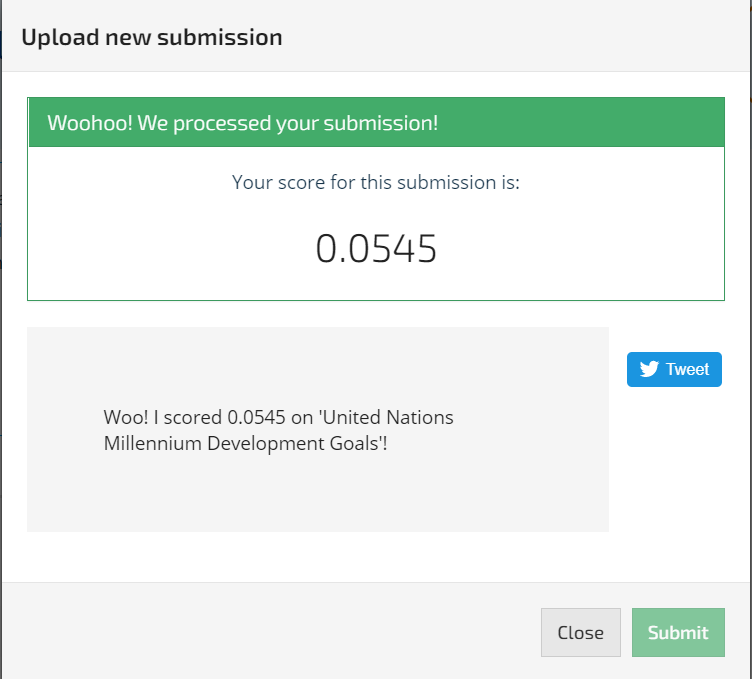 Upload new submission
Woohoo! We processed your submission!
Your score for this submission is:
0.0545
Tweet
Woo! I scored 0.0545 on 'United Nations
Millennium Development Goals'!
Close
Submit